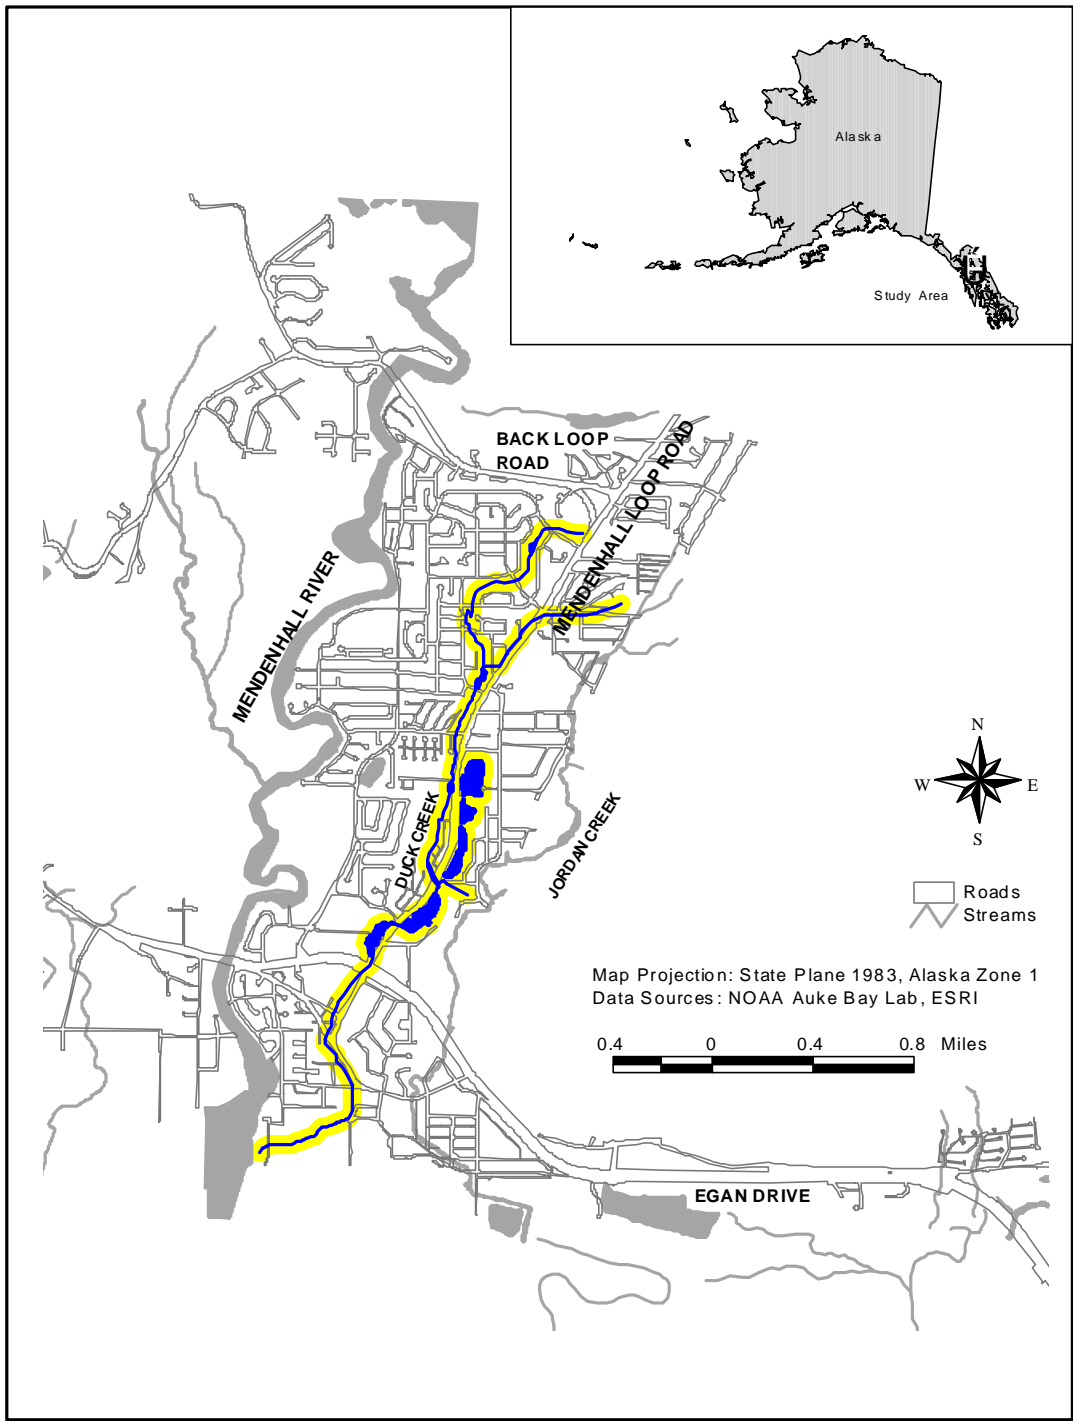 Alaska
Study Area
BACK LOOP
ROAD
MENDENHALL LOOP ROAD
MENDENHALL RIVER
DUCK CREEK
JORDAN CREEK
N
W E
S
Roads
Streams
Map Projection: State Plane 1983, Alaska Zone 1
Data Sources: NOAA Auke Bay Lab, ESRI
0.4 0 0.4 0.8 Miles
EGAN DRIVE